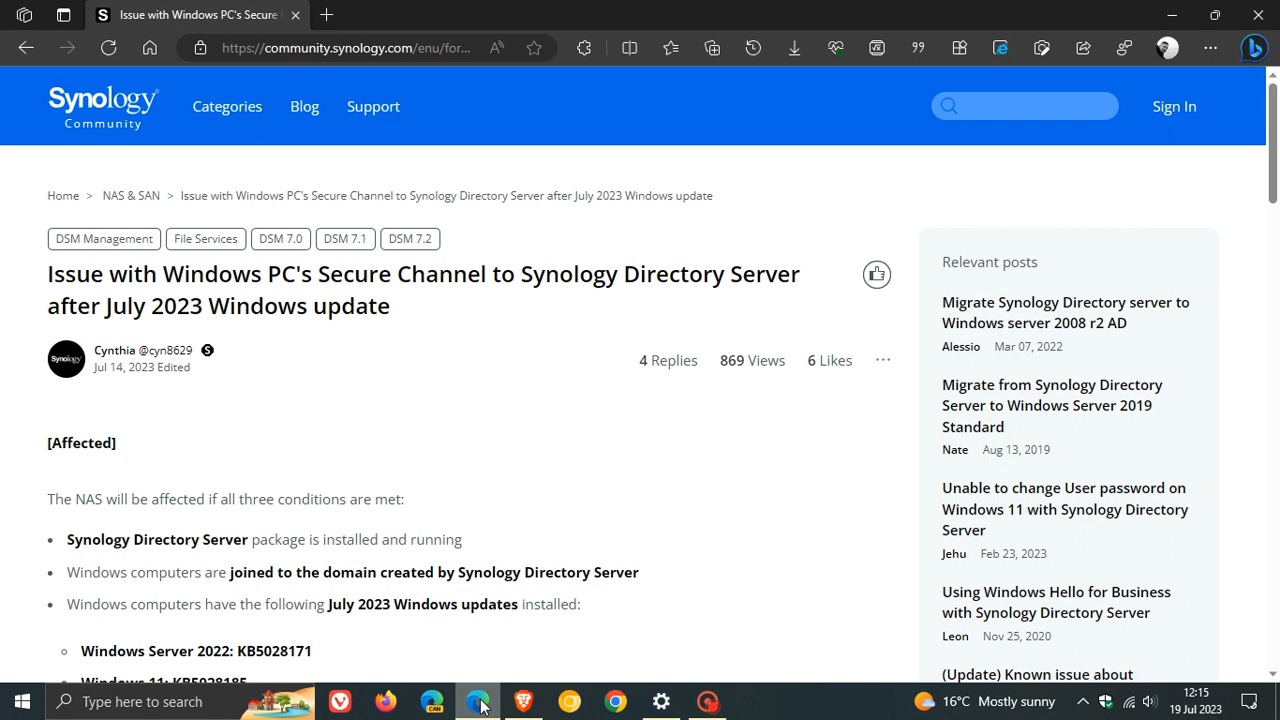 Issue with Windows PC's Secure
https://community.synology.com/enu/for...
Synology
Community
Categories
Blog
Support
Sign In
Home > NAS & SAN > Issue with Windows PC's Secure Channel to Synology Directory Server after July 2023 Windows update
DSM Management
File Services
DSM 7.0
DSM 7.1
DSM 7.2
Issue with Windows PC's Secure Channel to Synology Directory Server
after July 2023 Windows update
Synology
Cynthia @cyn8629
Jul 14, 2023 Edited
4 Replies
869 Views
6 Likes
[Affected]
The NAS will be affected if all three conditions are met:
Synology Directory Server package is installed and running
Windows computers are joined to the domain created by Synology Directory Server
Windows computers have the following July 2023 Windows updates installed:
Windows Server 2022: KB5028171
Windows 11: KB5028185
Relevant posts
Migrate Synology Directory server to
Windows server 2008 r2 AD
Alessio Mar 07, 2022
Migrate from Synology Directory
Server to Windows Server 2019
Standard
Nate Aug 13, 2019
Unable to change User password on
Windows 11 with Synology Directory
Server
Jehu Feb 23, 2023
Using Windows Hello for Business
with Synology Directory Server
Leon Nov 25, 2020
(Update) Known issue about
Type here to search
CAN
16°C Mostly sunny
12:15
19 Jul 2023